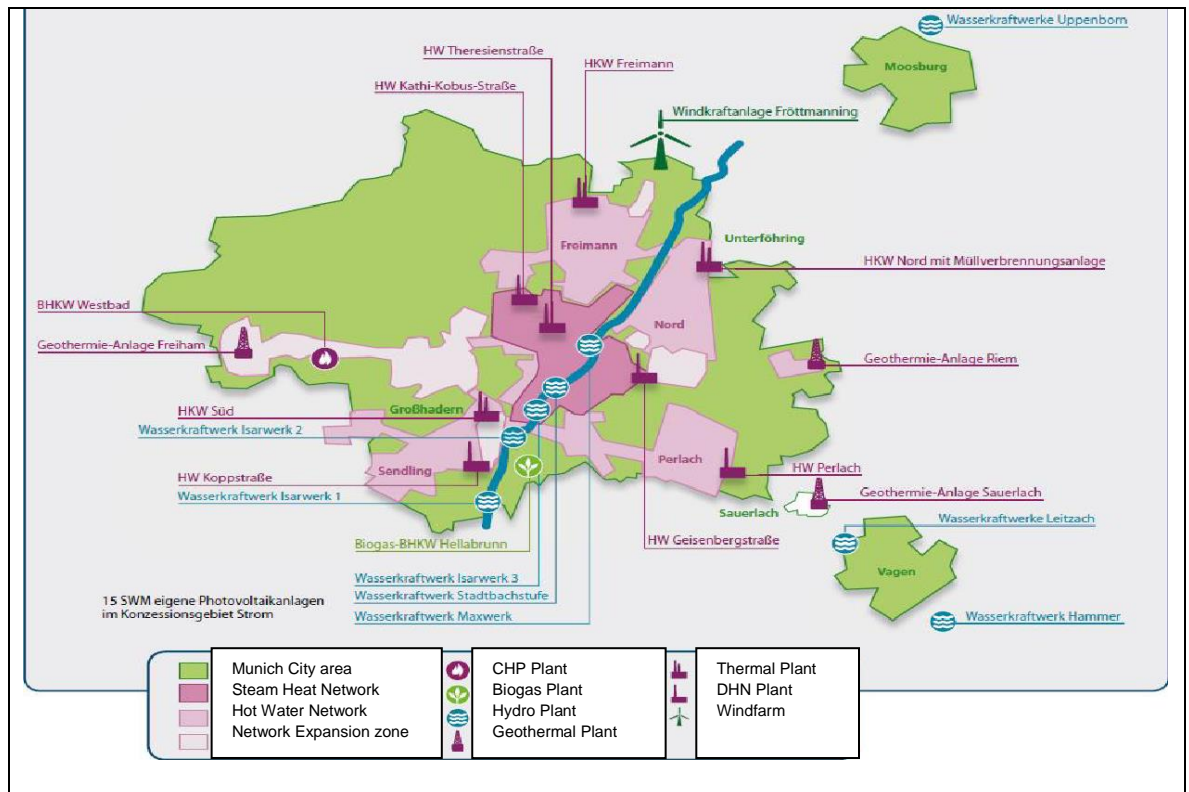 Wasserkraftwerke Uppenborn
HW Theresienstraße
HKW Freimann
Moosburg
HW Kathi-Kobus-Straße
Windkraftanlage Fröttmanning
Unterföhring
Freimann
HKW Nord mit Müllverbrennungsanlage
BHKW Westbad
Nord
Geothermie-Anlage Freiham
Geothermie-Anlage Riem
HKW Süd
Großhadern
Wasserkraftwerk Isarwerk 2
Sendling
Perlach
HW Koppstraße
HW Perlach
Wasserkraftwerk Isarwerk 1
Geothermie-Anlage Sauerlach
Sauerlach
Wasserkraftwerke Leitzach
Biogas-BHKW Hellabrunn
HW Geisenbergstraße
Wasserkraftwerk Isarwerk 3
Vagen
15 SWM eigene Photovoltaikanlagen
im Konzessionsgebiet Strom
Wasserkraftwerk Stadtbachstufe
Wasserkraftwerk Maxwerk
Wasserkraftwerk Hammer
Munich City area
Steam Heat Network
Hot Water Network
Network Expansion zone
CHP Plant
Biogas Plant
Hydro Plant
Geothermal Plant
Thermal Plant
DHN Plant
Windfarm